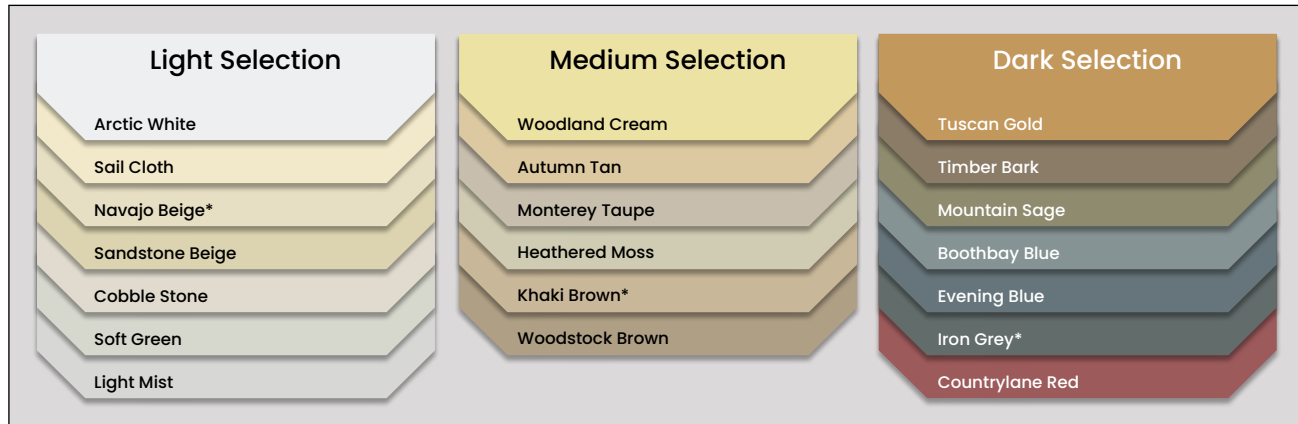 Light Selection
Arctic White
Sail Cloth
Navajo Beige*
Sandstone Beige
Cobble Stone
Soft Green
Light Mist
Medium Selection
Woodland Cream
Autumn Tan
Monterey Taupe
Heathered Moss
Khaki Brown*
Woodstock Brown
Dark Selection
Tuscan Gold
Timber Bark
Mountain Sage
Boothbay Blue
Evening Blue
Iron Grey*
Countrylane Red